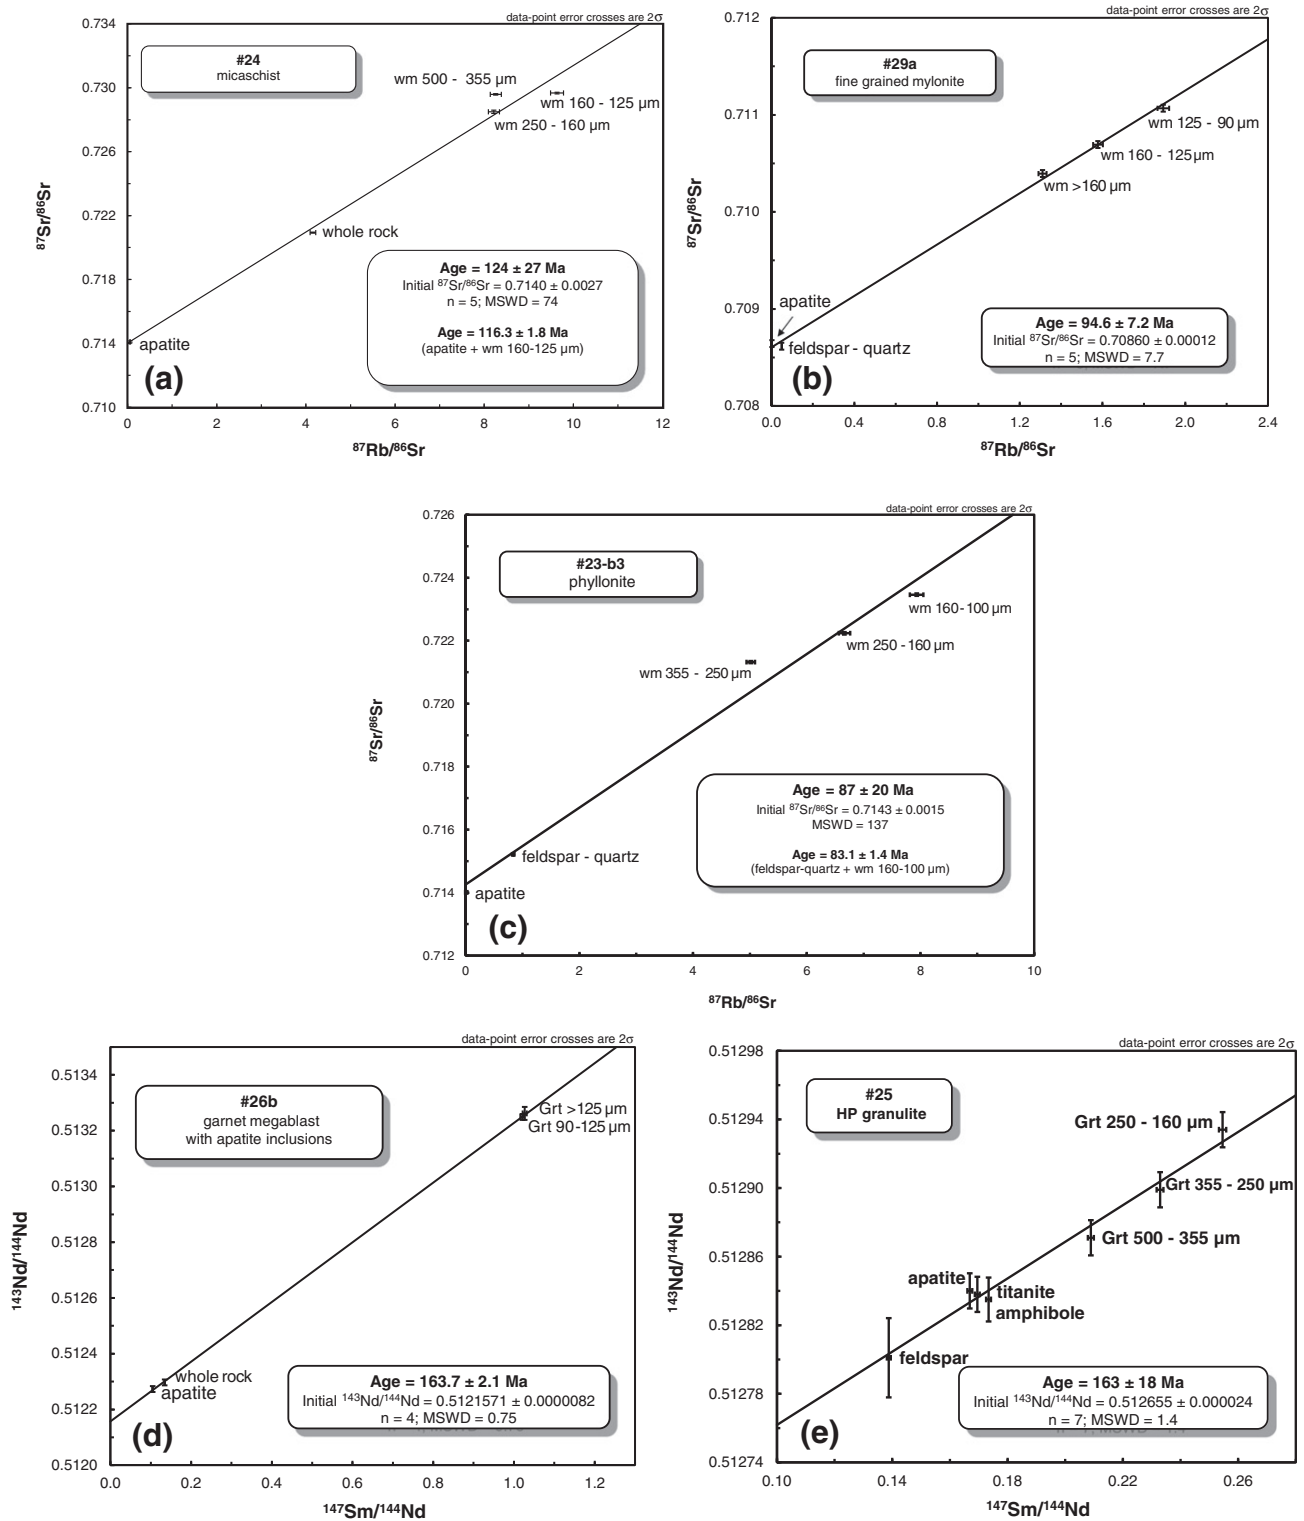 data-point error crosses are 2σ
#24
micaschist
wm 500 - 355 µm
wm 160 - 125 µm
wm 250 - 160 µm
whole rock
apatite
Age = 124 ± 27 Ma
Initial ⁸⁷Sr/⁸⁶Sr = 0.7140 ± 0.0027
n = 5; MSWD = 74
Age = 116.3 ± 1.8 Ma
(apatite + wm 160-125 µm)
(a)
0.734
0.730
0.726
0.722
0.718
0.714
0.710
⁸⁷Sr/⁸⁶Sr
0 2 4 6 8 10 12
⁸⁷Rb/⁸⁶Sr
data-point error crosses are 2σ
#29a
fine grained mylonite
wm 125 - 90 µm
wm 160 - 125µm
wm >160 µm
apatite
feldspar - quartz
Age = 94.6 ± 7.2 Ma
Initial ⁸⁷Sr/⁸⁶Sr = 0.70860 ± 0.00012
n = 5; MSWD = 7.7
(b)
0.712
0.711
0.710
0.709
0.708
⁸⁷Sr/⁸⁶Sr
0.0 0.4 0.8 1.2 1.6 2.0 2.4
⁸⁷Rb/⁸⁶Sr
data-point error crosses are 2σ
#23-b3
phyllonite
wm 160-100 µm
wm 250 -160 µm
wm 355 - 250 µm
feldspar - quartz
apatite
Age = 87 ± 20 Ma
Initial ⁸⁷Sr/⁸⁶Sr = 0.7143 ± 0.0015
MSWD = 137
Age = 83.1 ± 1.4 Ma
(feldspar-quartz + wm 160-100 µm)
(c)
0.726
0.724
0.722
0.720
0.718
0.716
0.714
0.712
⁸⁷Sr/⁸⁶Sr
0 2 4 6 8 10
⁸⁷Rb/⁸⁶Sr
data-point error crosses are 2σ
#26b
garnet megablast
with apatite inclusions
Grt >125 µm
Grt 90-125 µm
whole rock
apatite
Age = 163.7 ± 2.1 Ma
Initial ¹⁴³Nd/¹⁴⁴Nd = 0.5121571 ± 0.0000082
n = 4; MSWD = 0.75
(d)
0.5134
0.5132
0.5130
0.5128
0.5126
0.5124
0.5122
0.5120
¹⁴³Nd/¹⁴⁴Nd
0.0 0.2 0.4 0.6 0.8 1.0 1.2
¹⁴⁷Sm/¹⁴⁴Nd
data-point error crosses are 2σ
#25
HP granulite
Grt 250 - 160 µm
Grt 355 - 250 µm
Grt 500 - 355 µm
apatite
titanite
amphibole
feldspar
Age = 163 ± 18 Ma
Initial ¹⁴³Nd/¹⁴⁴Nd = 0.512655 ± 0.000024
n = 7; MSWD = 1.4
(e)
0.51298
0.51294
0.51290
0.51286
0.51282
0.51278
0.51274
¹⁴³Nd/¹⁴⁴Nd
0.10 0.14 0.18 0.22 0.26
¹⁴⁷Sm/¹⁴⁴Nd